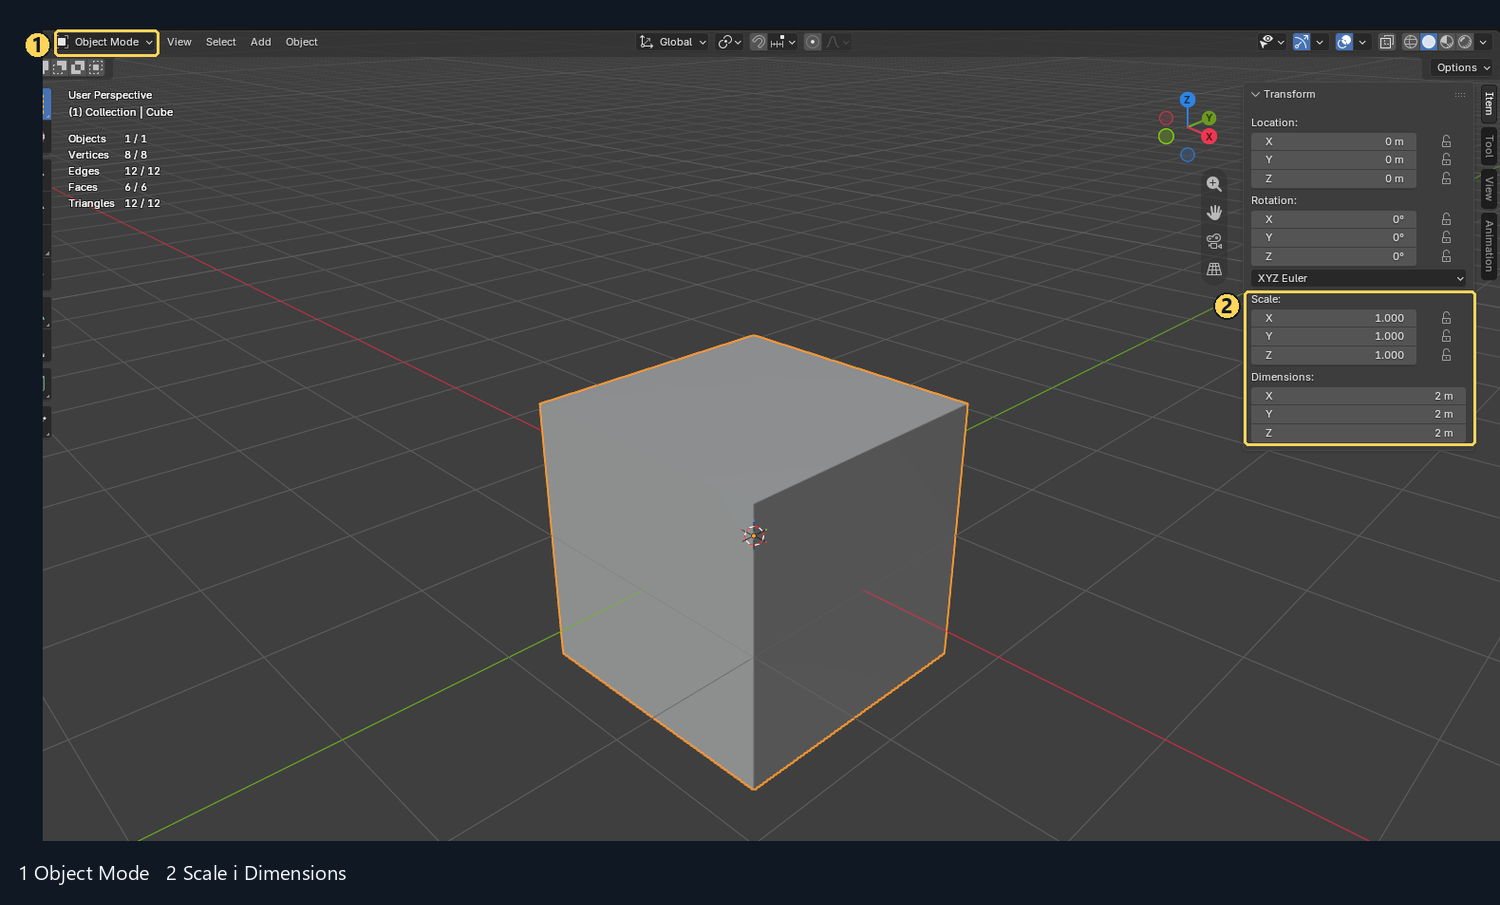 1
Object Mode View Select Add Object Global
Options
User Perspective
(1) Collection | Cube
Objects 1 / 1
Vertices 8 / 8
Edges 12 / 12
Faces 6 / 6
Triangles 12 / 12
Z
Y
X
Transform
Location:
X 0 m
Y 0 m
Z 0 m
Rotation:
X 0°
Y 0°
Z 0°
XYZ Euler
2
Scale:
X 1.000
Y 1.000
Z 1.000
Dimensions:
X 2 m
Y 2 m
Z 2 m
Item
Tool
View
Animation
1 Object Mode 2 Scale i Dimensions